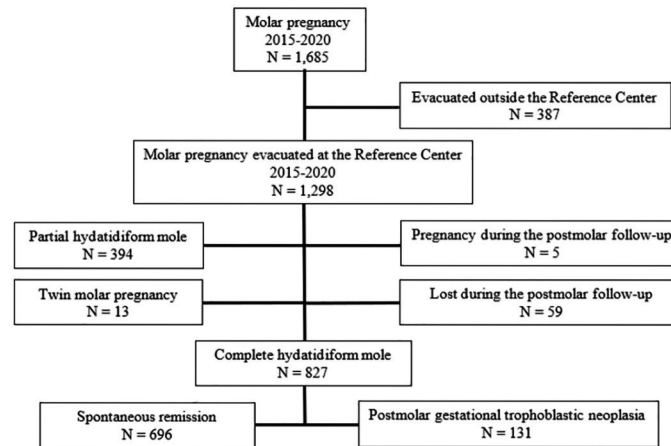 Molar pregnancy
2015-2020
N = 1,685
Evacuated outside the Reference Center
N = 387
Molar pregnancy evacuated at the Reference Center
2015-2020
N = 1,298
Partial hydatidiform mole
N = 394
Pregnancy during the postmolar follow-up
N = 5
Twin molar pregnancy
N = 13
Lost during the postmolar follow-up
N = 59
Complete hydatidiform mole
N = 827
Spontaneous remission
N = 696
Postmolar gestational trophoblastic neoplasia
N = 131